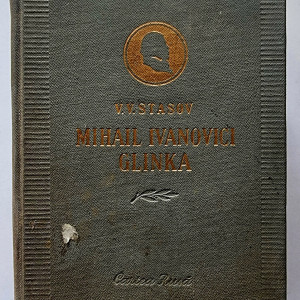 V.V. STASOV
MIHAIL IVANOVICI
GLINKA
Cartea Rusă